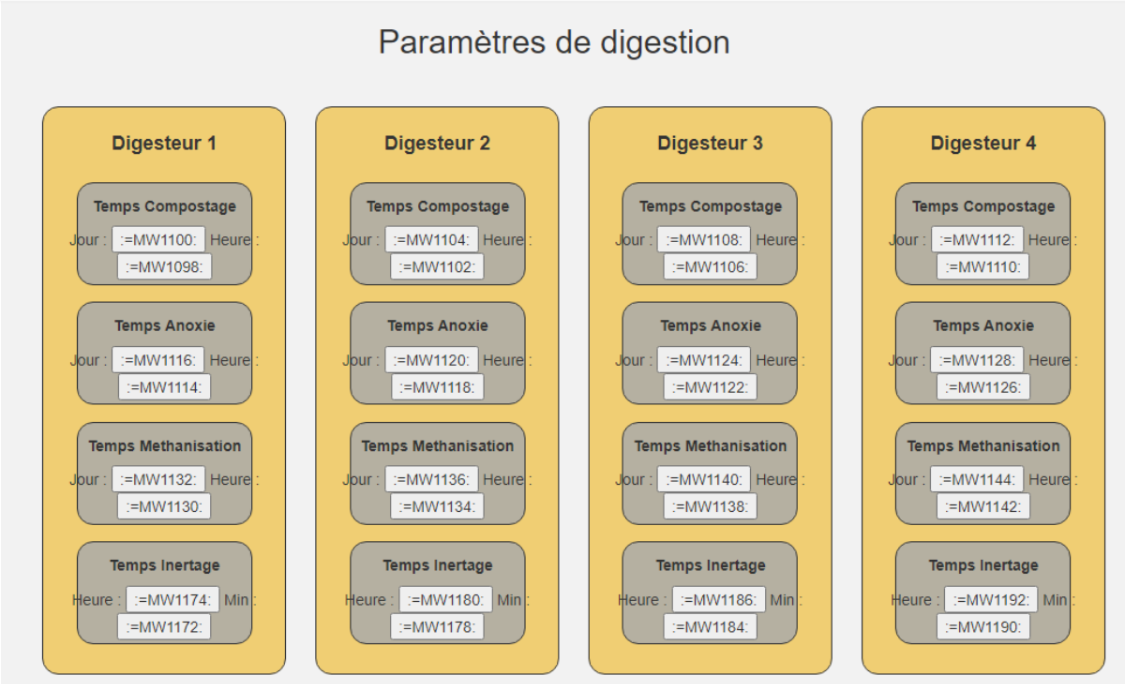 Paramètres de digestion
Digesteur 1
Temps Compostage
Jour : :=MW1100: Heure :
:=MW1098:
Temps Anoxie
Jour : :=MW1116: Heure :
:=MW1114:
Temps Methanisation
Jour : :=MW1132: Heure :
:=MW1130:
Temps Inertage
Heure : :=MW1174: Min :
:=MW1172:
Digesteur 2
Temps Compostage
Jour : :=MW1104: Heure :
:=MW1102:
Temps Anoxie
Jour : :=MW1120: Heure :
:=MW1118:
Temps Methanisation
Jour : :=MW1136: Heure :
:=MW1134:
Temps Inertage
Heure : :=MW1180: Min :
:=MW1178:
Digesteur 3
Temps Compostage
Jour : :=MW1108: Heure :
:=MW1106:
Temps Anoxie
Jour : :=MW1124: Heure :
:=MW1122:
Temps Methanisation
Jour : :=MW1140: Heure :
:=MW1138:
Temps Inertage
Heure : :=MW1186: Min :
:=MW1184:
Digesteur 4
Temps Compostage
Jour : :=MW1112: Heure :
:=MW1110:
Temps Anoxie
Jour : :=MW1128: Heure :
:=MW1126:
Temps Methanisation
Jour : :=MW1144: Heure :
:=MW1142:
Temps Inertage
Heure : :=MW1192: Min :
:=MW1190: